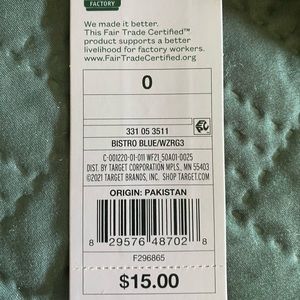 FACTORY
We made it better.
This Fair Trade Certified™
product supports a better
livelihood for factory workers.
www.FairTradeCertified.org
0
331 05 3511
BISTRO BLUE/WZRG3
C-001220-01-011 WF21_50A01-0025
DIST. BY TARGET CORPORATION MPLS., MN 55403
©2021 TARGET BRANDS, INC. SHOP TARGET.COM
ORIGIN: PAKISTAN
8 29576 48702 8
F296865
$15.00